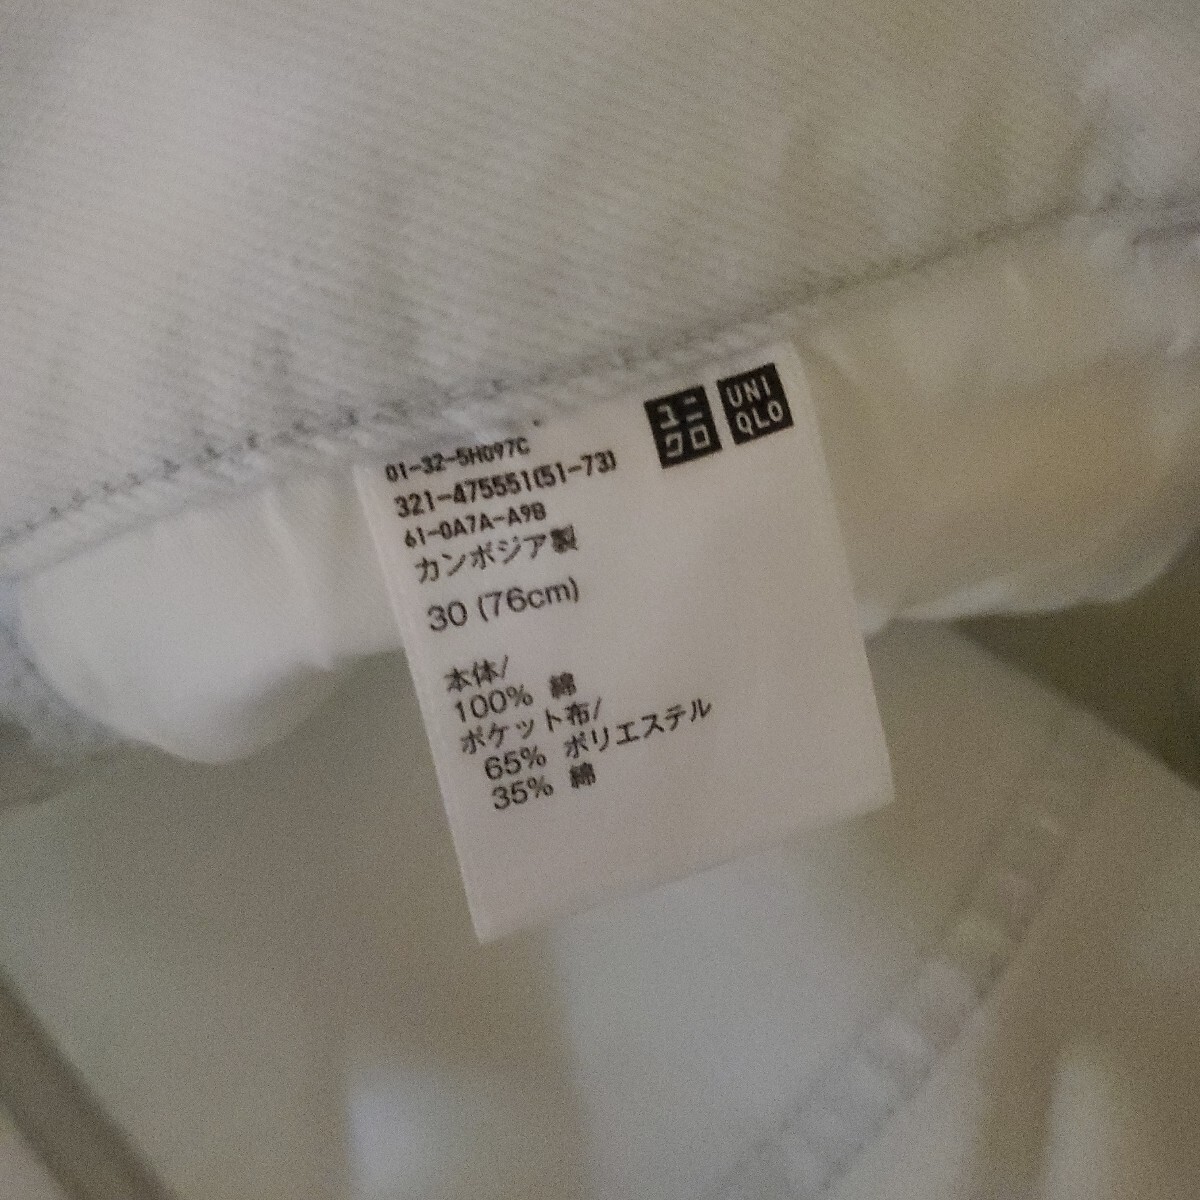 ユニ
クロ
UNI
QLO
01-32-5H097C
321-475551(51-73)
61-0A7A-A9B
カンボジア製
30 (76cm)
本体/
100% 綿
ポケット布/
65% ポリエステル
35% 綿